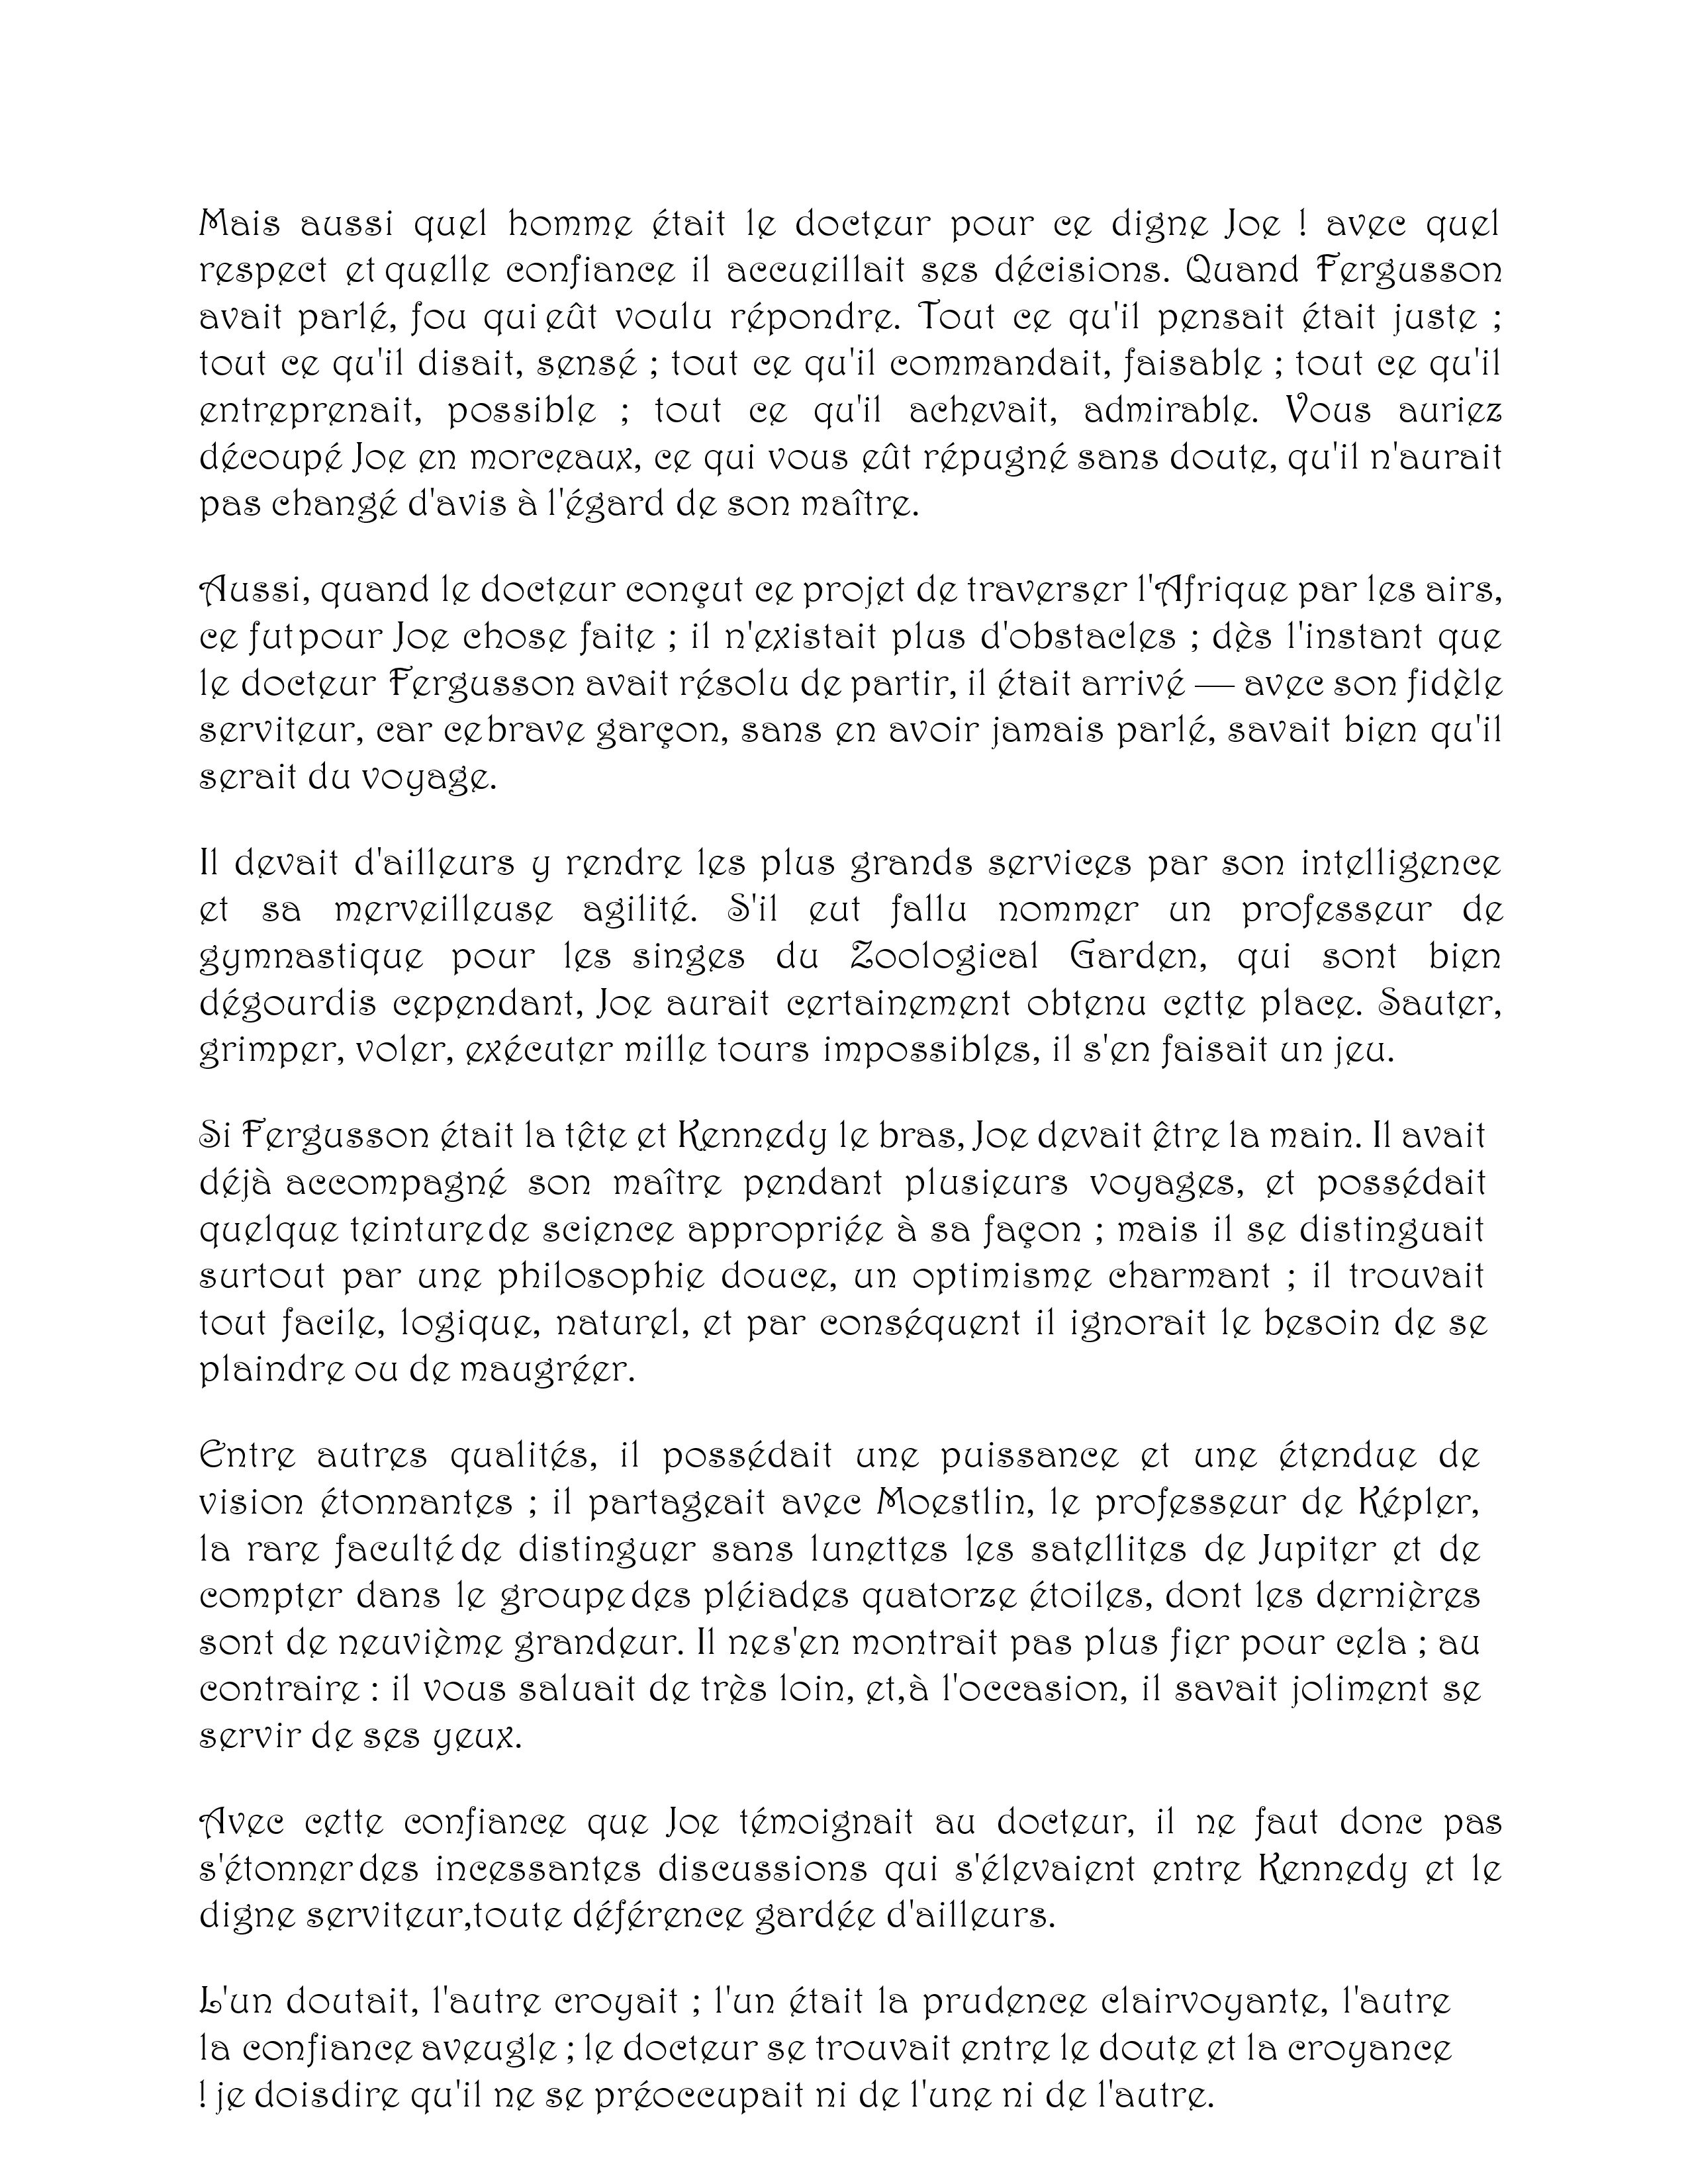 Mais aussi quel homme était le docteur pour ce digne Joe ! avec quel
respect et quelle confiance il accueillait ses décisions. Quand Fergusson
avait parlé, fou qui eût voulu répondre. Tout ce qu'il pensait était juste ;
tout ce qu'il disait, sensé ; tout ce qu'il commandait, faisable ; tout ce qu'il
entreprenait, possible ; tout ce qu'il achevait, admirable. Vous auriez
découpé Joe en morceaux, ce qui vous eût répugné sans doute, qu'il n'aurait
pas changé d'avis à l'égard de son maître.

Aussi, quand le docteur conçut ce projet de traverser l'Afrique par les airs,
ce futpour Joe chose faite ; il n'existait plus d'obstacles ; dès l'instant que
le docteur Fergusson avait résolu de partir, il était arrivé — avec son fidèle
serviteur, car cebrave garçon, sans en avoir jamais parlé, savait bien qu'il
serait du voyage.

Il devait d'ailleurs y rendre les plus grands services par son intelligence
et sa merveilleuse agilité. S'il eut fallu nommer un professeur de
gymnastique pour les singes du Zoological Garden, qui sont bien
dégourdis cependant, Joe aurait certainement obtenu cette place. Sauter,
grimper, voler, exécuter mille tours impossibles, il s'en faisait un jeu.

Si Fergusson était la tête et Kennedy le bras, Joe devait être la main. Il avait
déjà accompagné son maître pendant plusieurs voyages, et possédait
quelque teinturede science appropriée à sa façon ; mais il se distinguait
surtout par une philosophie douce, un optimisme charmant ; il trouvait
tout facile, logique, naturel, et par conséquent il ignorait le besoin de se
plaindre ou de maugréer.

Entre autres qualités, il possédait une puissance et une étendue de
vision étonnantes ; il partageait avec Moestlin, le professeur de Képler,
la rare faculté de distinguer sans lunettes les satellites de Jupiter et de
compter dans le groupedes pléiades quatorze étoiles, dont les dernières
sont de neuvième grandeur. Il nes'en montrait pas plus fier pour cela ; au
contraire : il vous saluait de très loin, et,à l'occasion, il savait joliment se
servir de ses yeux.

Avec cette confiance que Joe témoignait au docteur, il ne faut donc pas
s'étonnerdes incessantes discussions qui s'élevaient entre Kennedy et le
digne serviteur,toute déférence gardée d'ailleurs.

L'un doutait, l'autre croyait ; l'un était la prudence clairvoyante, l'autre
la confiance aveugle ; le docteur se trouvait entre le doute et la croyance
! je doisdire qu'il ne se préoccupait ni de l'une ni de l'autre.